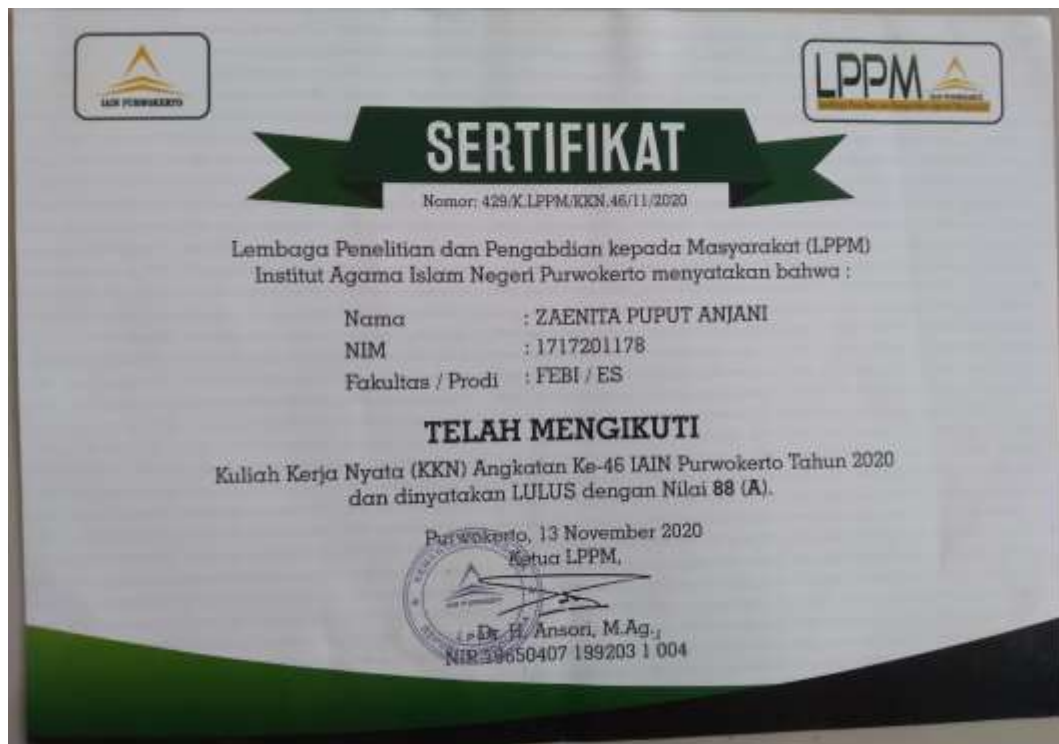 IAIN PURWOKERTO
LPPM
SERTIFIKAT
Nomor: 429/K.LPPM/KKN.46/11/2020
Lembaga Penelitian dan Pengabdian kepada Masyarakat (LPPM)
Institut Agama Islam Negeri Purwokerto menyatakan bahwa :
Nama : ZAENITA PUPUT ANJANI
NIM : 1717201178
Fakultas / Prodi : FEBI / ES
TELAH MENGIKUTI
Kuliah Kerja Nyata (KKN) Angkatan Ke-46 IAIN Purwokerto Tahun 2020
dan dinyatakan LULUS dengan Nilai 88 (A).
Purwokerto, 13 November 2020
Ketua LPPM,
Dr. H. Ansori, M.Ag.,
NIP. 19650407 199203 1 004